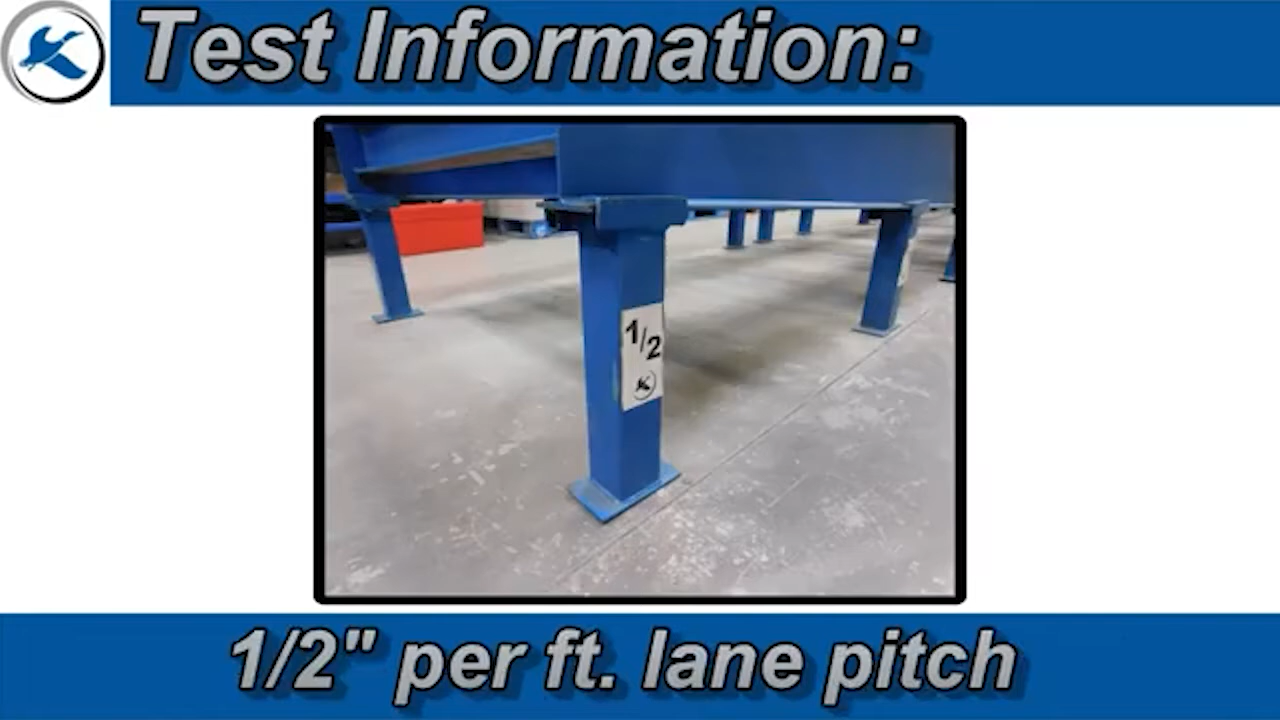 Test Information:
1/2
1/2" per ft. lane pitch